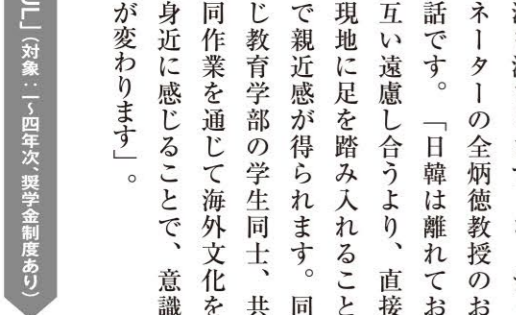 ネーターの全炳徳教授のお
話です。「日韓は離れてお
互い遠慮し合うより、直接
現地に足を踏み入れること
で親近感が得られます。同
じ教育学部の学生同士、共
同作業を通じて海外文化を
身近に感じることで、意識
が変わります」。
UL」(対象:一～四年次、奨学金制度あり)